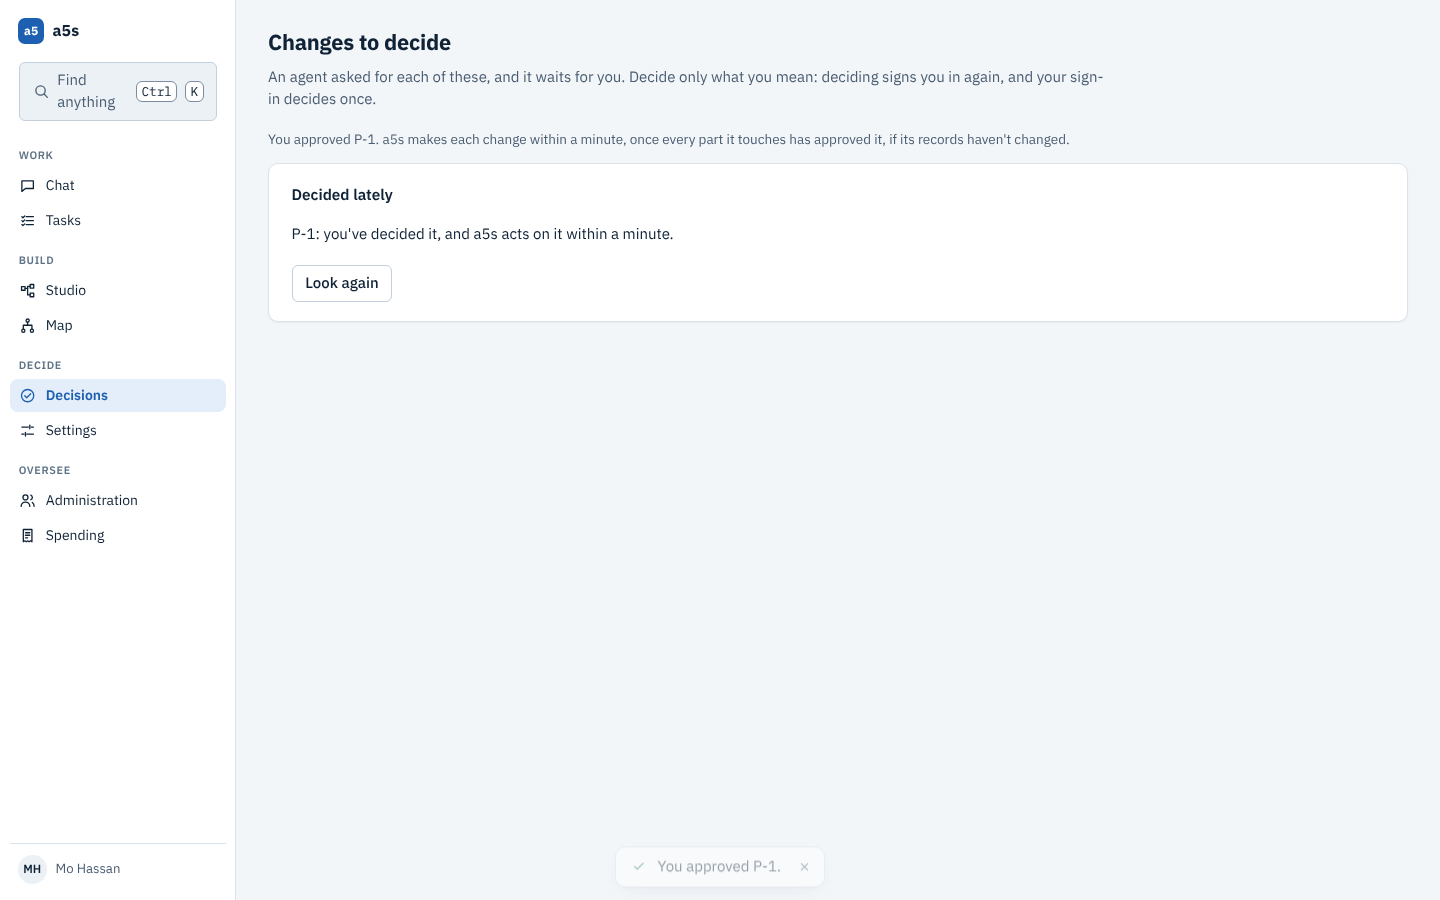 a5 a5s
Find
anything
Ctrl K
WORK
Chat
Tasks
BUILD
Studio
Map
DECIDE
Decisions
Settings
OVERSEE
Administration
Spending
MH Mo Hassan
Changes to decide
An agent asked for each of these, and it waits for you. Decide only what you mean: deciding signs you in again, and your sign-
in decides once.
You approved P-1. a5s makes each change within a minute, once every part it touches has approved it, if its records haven't changed.
Decided lately
P-1: you've decided it, and a5s acts on it within a minute.
Look again
You approved P-1.